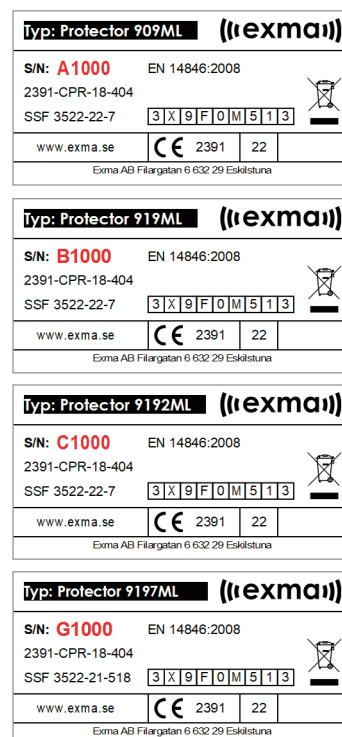 Typ: Protector 909ML exma
S/N: A1000 EN 14846:2008
2391-CPR-18-404
SSF 3522-22-7 3 X 9 F 0 M 5 1 3
www.exma.se CE 2391 22
Exma AB Filargatan 6 632 29 Eskilstuna
Typ: Protector 919ML exma
S/N: B1000 EN 14846:2008
2391-CPR-18-404
SSF 3522-22-7 3 X 9 F 0 M 5 1 3
www.exma.se CE 2391 22
Exma AB Filargatan 6 632 29 Eskilstuna
Typ: Protector 9192ML exma
S/N: C1000 EN 14846:2008
2391-CPR-18-404
SSF 3522-22-7 3 X 9 F 0 M 5 1 3
www.exma.se CE 2391 22
Exma AB Filargatan 6 632 29 Eskilstuna
Typ: Protector 9197ML exma
S/N: G1000 EN 14846:2008
2391-CPR-18-404
SSF 3522-21-518 3 X 9 F 0 M 5 1 3
www.exma.se CE 2391 22
Exma AB Filargatan 6 632 29 Eskilstuna